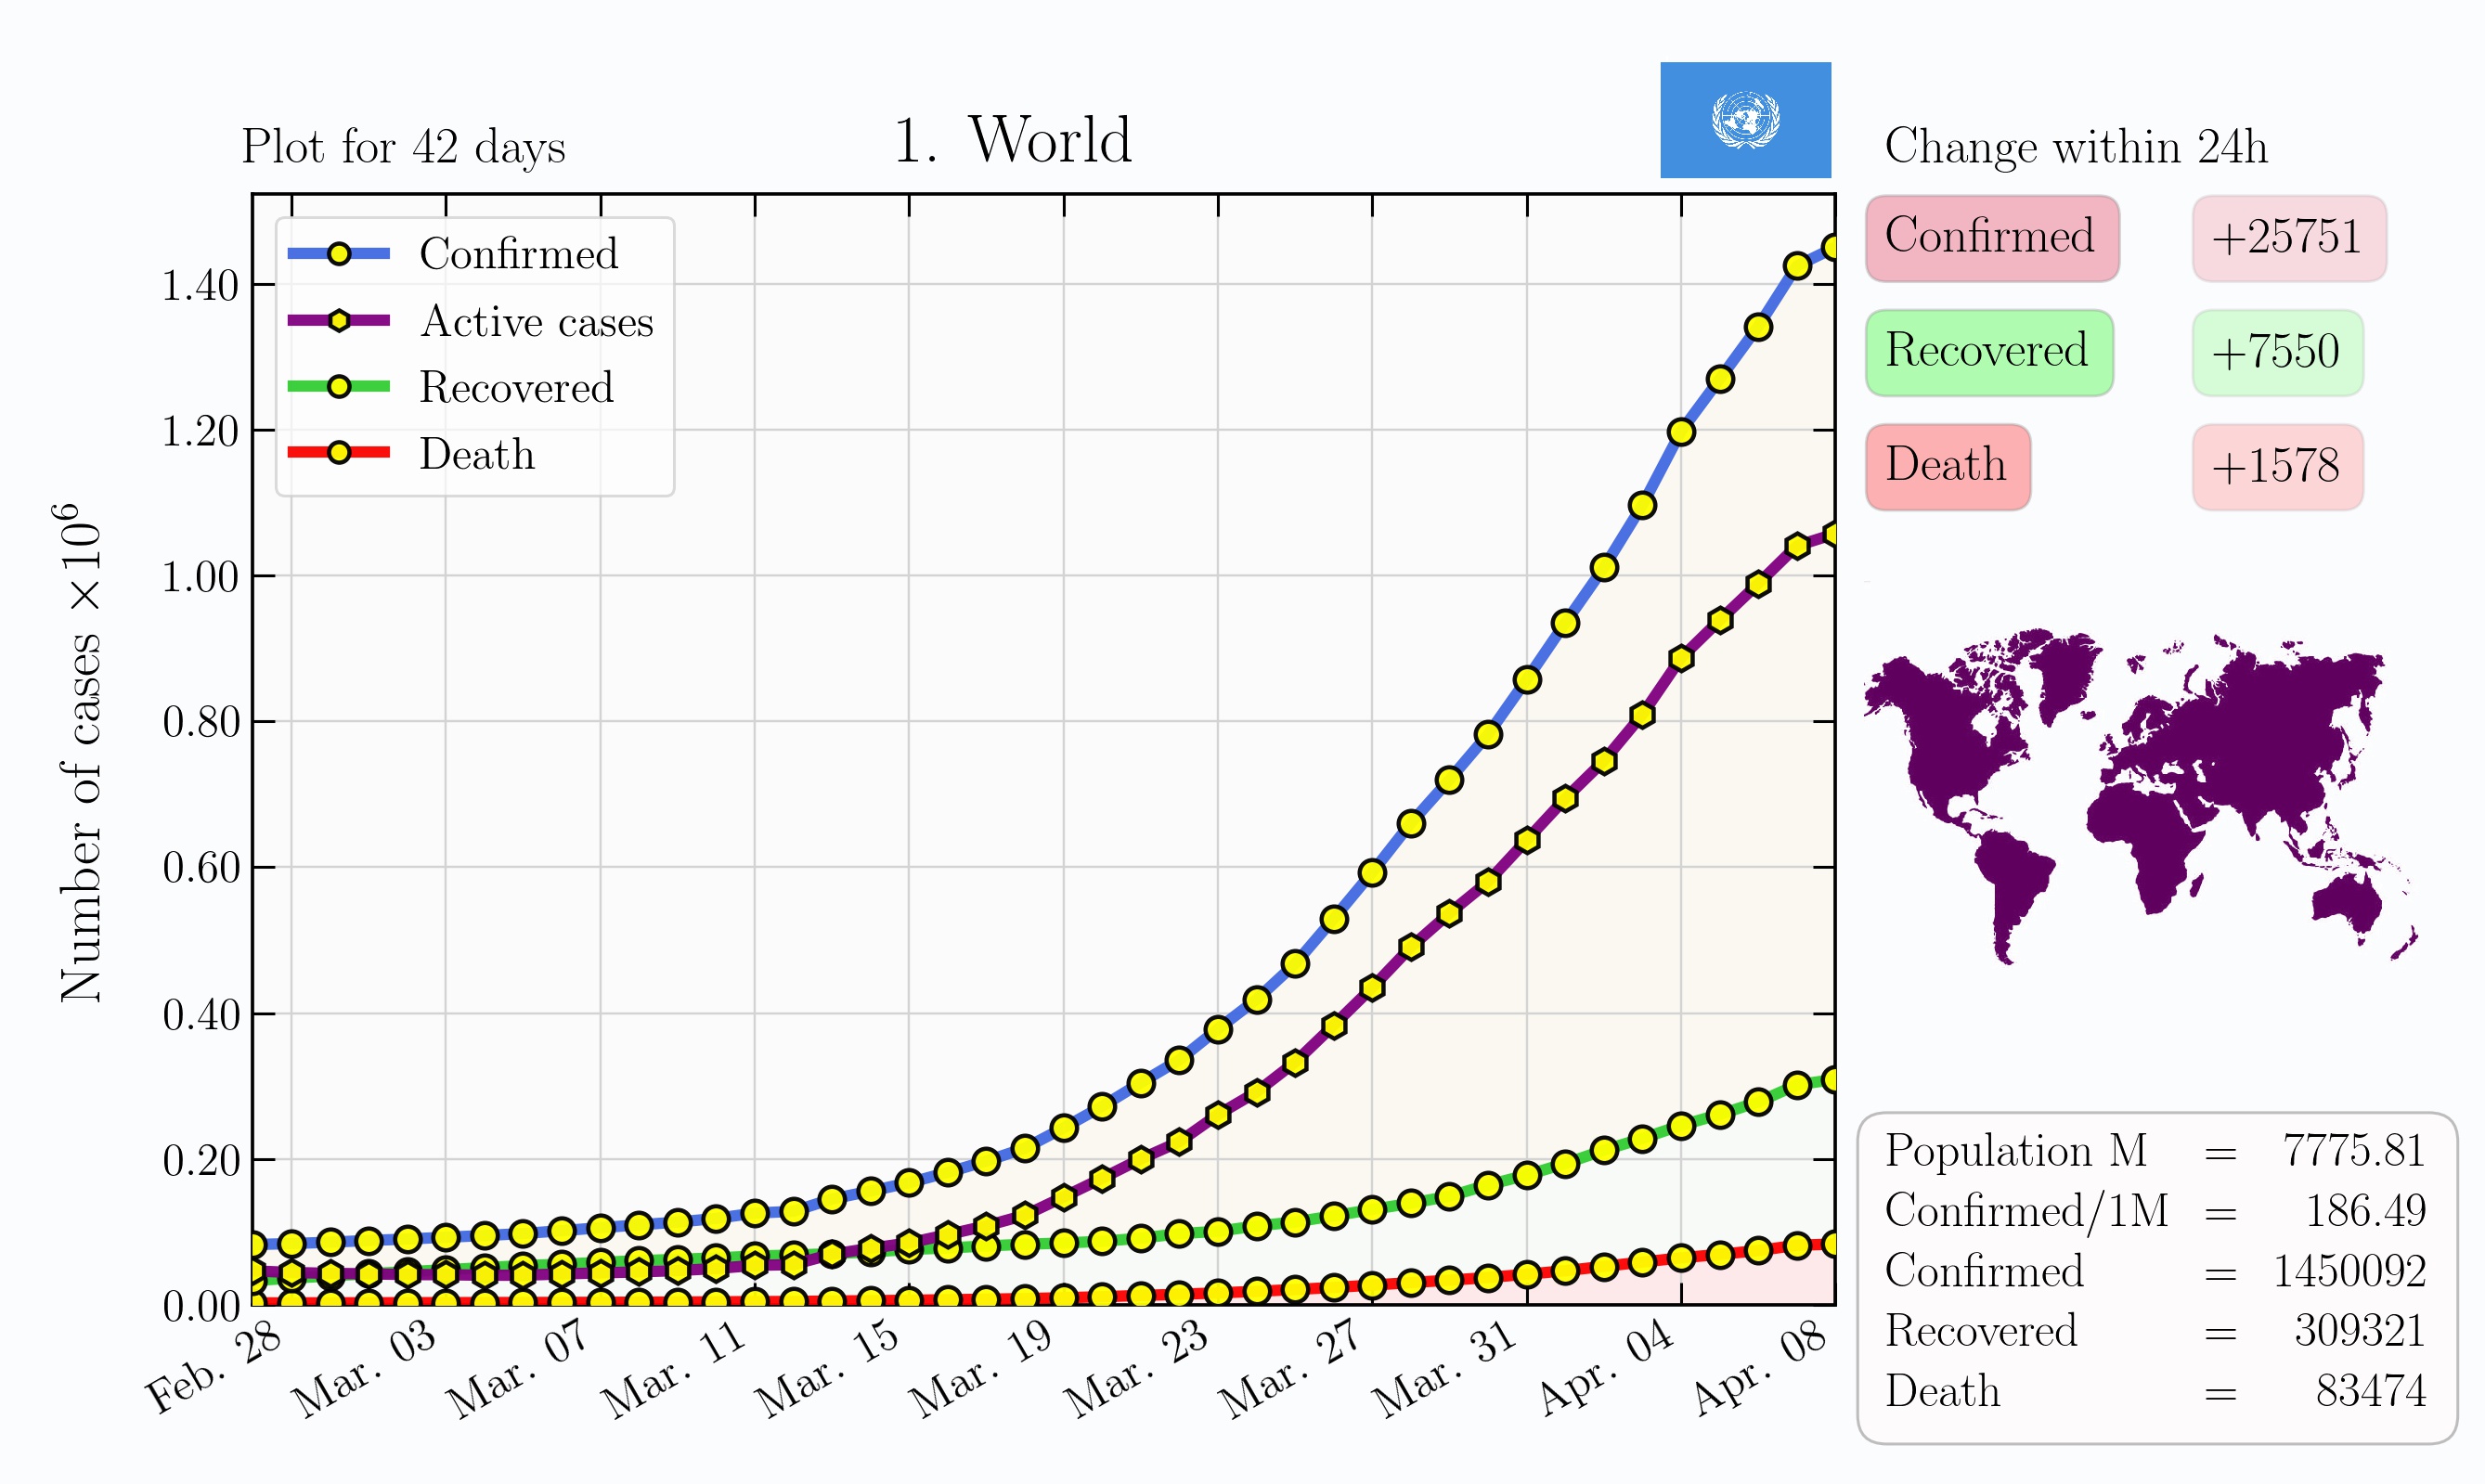 Plot for 42 days
1. World
Change within 24h
Confirmed +25751
Recovered +7550
Death +1578
Confirmed
Active cases
Recovered
Death
Number of cases ×10⁶
1.40
1.20
1.00
0.80
0.60
0.40
0.20
0.00
Feb. 28
Mar. 03
Mar. 07
Mar. 11
Mar. 15
Mar. 19
Mar. 23
Mar. 27
Mar. 31
Apr. 04
Apr. 08
Population M = 7775.81
Confirmed/1M = 186.49
Confirmed = 1450092
Recovered = 309321
Death = 83474